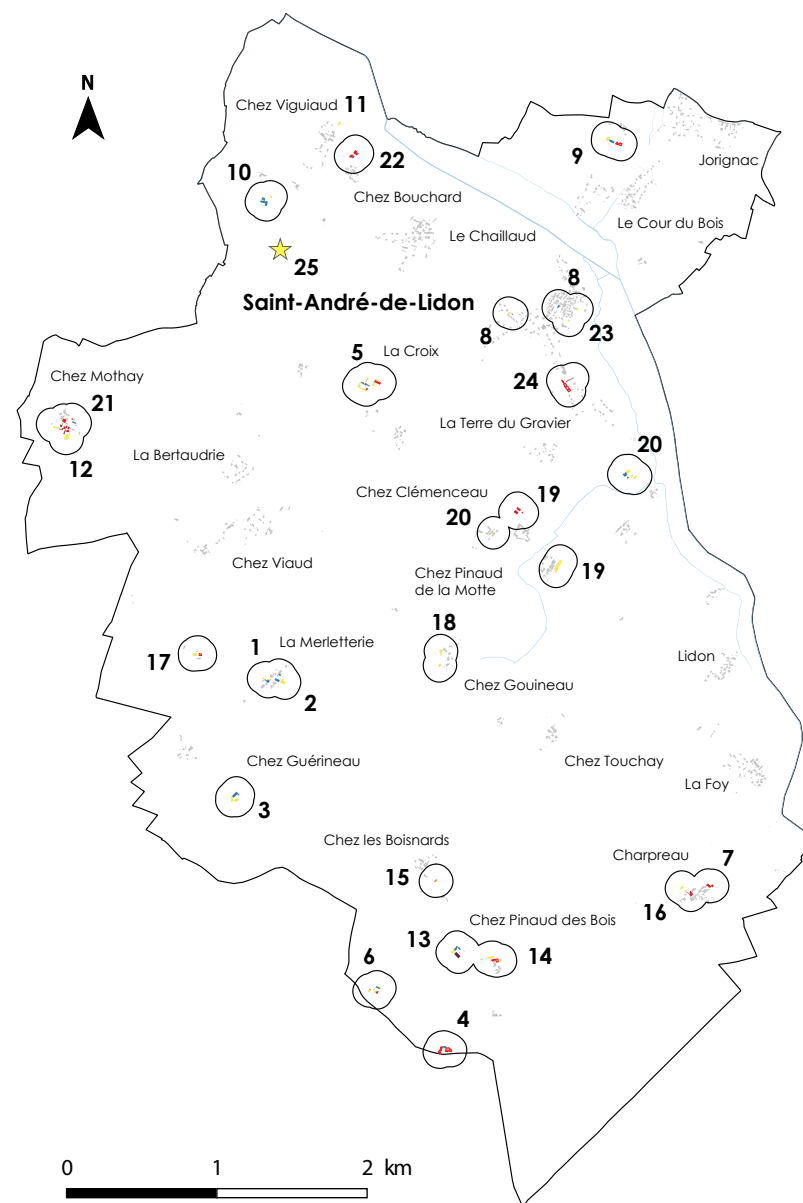 N
Chez Viguiaud
11
22
9
Jorignac
10
Chez Bouchard
Le Cour du Bois
Le Chaillaud
25
8
Saint-André-de-Lidon
8
23
5
La Croix
Chez Mothay
24
21
La Terre du Gravier
12
La Bertaudrie
20
Chez Clémenceau
19
20
Chez Viaud
Chez Pinaud
de la Motte
19
18
1
La Merletterie
17
Lidon
Chez Gouineau
2
Chez Guérineau
Chez Touchay
La Foy
3
Chez les Boisnards
Charpreau
7
15
16
Chez Pinaud des Bois
13
14
6
4
0 1 2 km